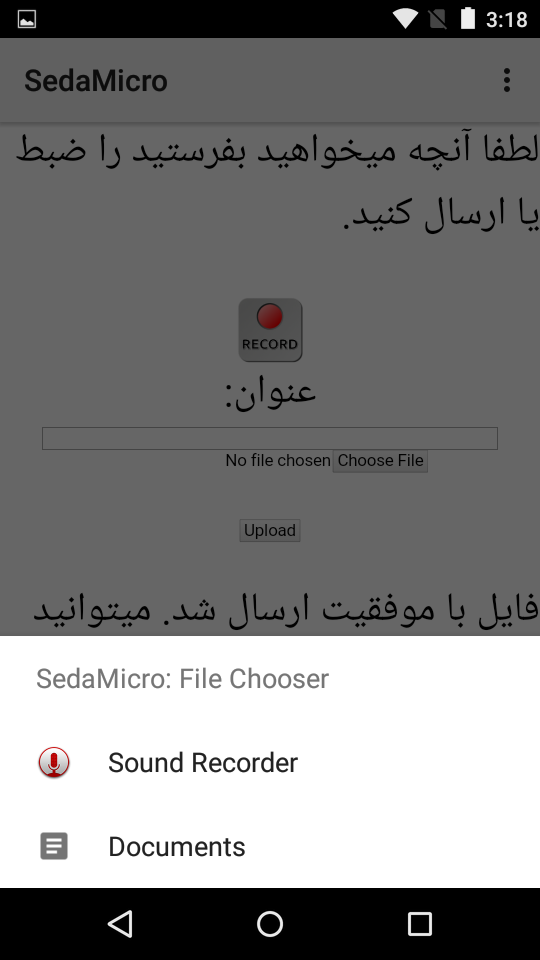 3:18
SedaMicro
لطفا آنچه میخواهید بفرستید را ضبط
یا ارسال کنید.
RECORD
عنوان:
No file chosen Choose File
Upload
فایل با موفقیت ارسال شد. میتوانید
SedaMicro: File Chooser
Sound Recorder
Documents